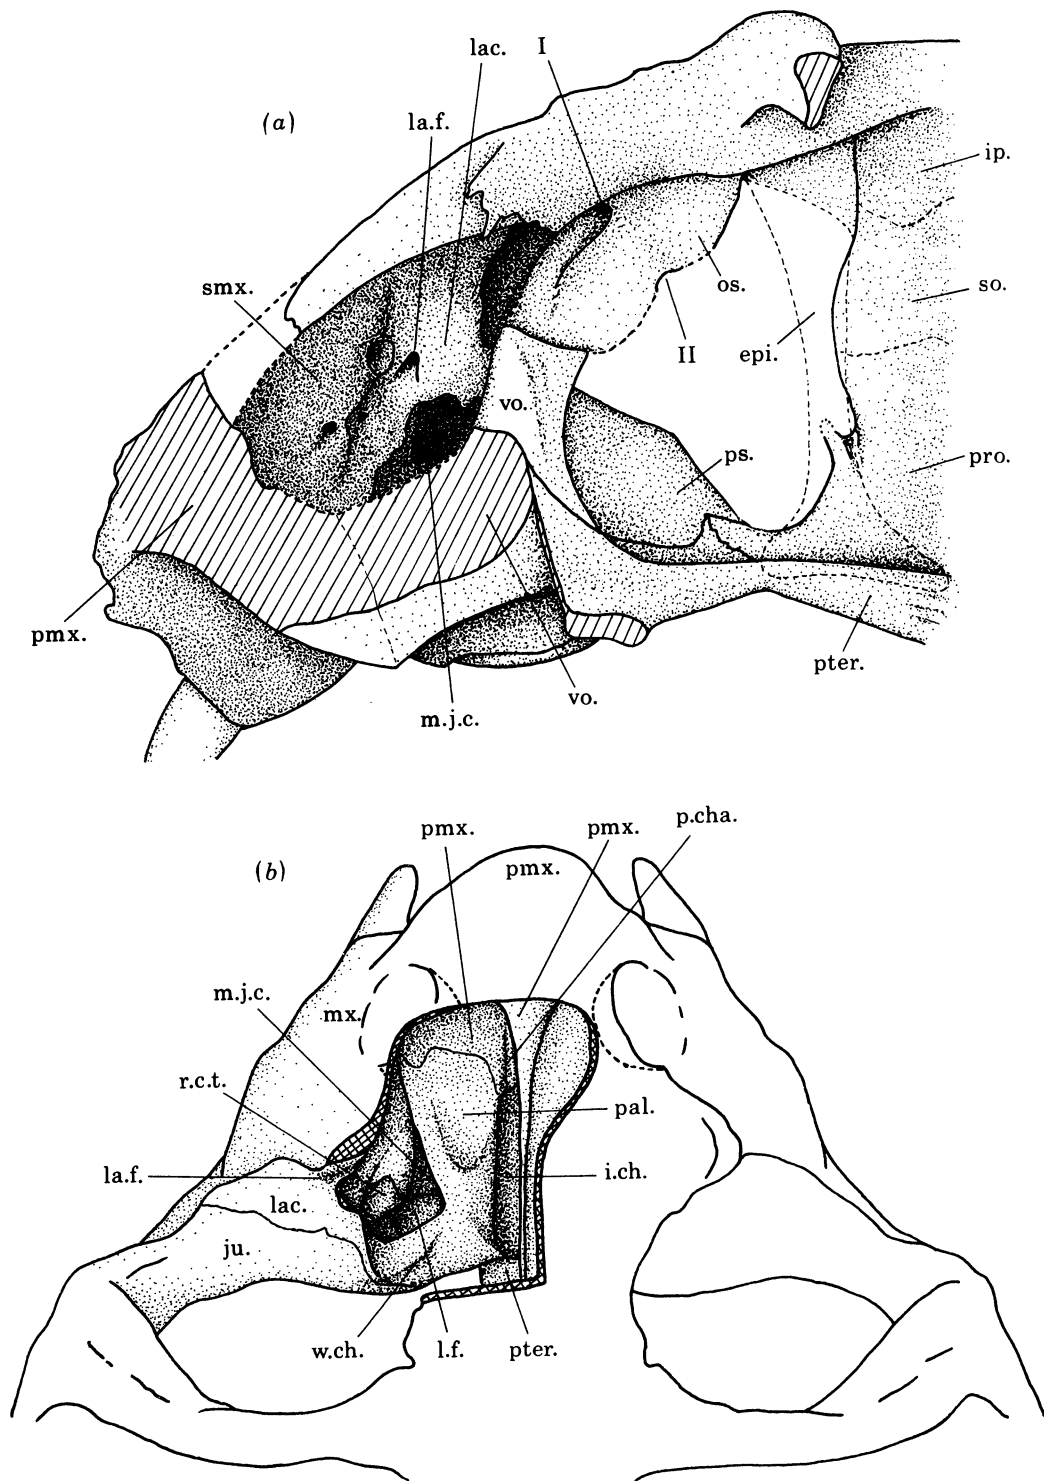 lac. I
(a)
la.f.
ip.
smx.
os.
so.
II
epi.
vo.
ps.
pro.
pmx.
pter.
vo.
m.j.c.
p.cha.
pmx. pmx.
(b)
pmx.
m.j.c.
mx.
r.c.t.
pal.
la.f.
i.ch.
lac.
ju.
w.ch. l.f. pter.